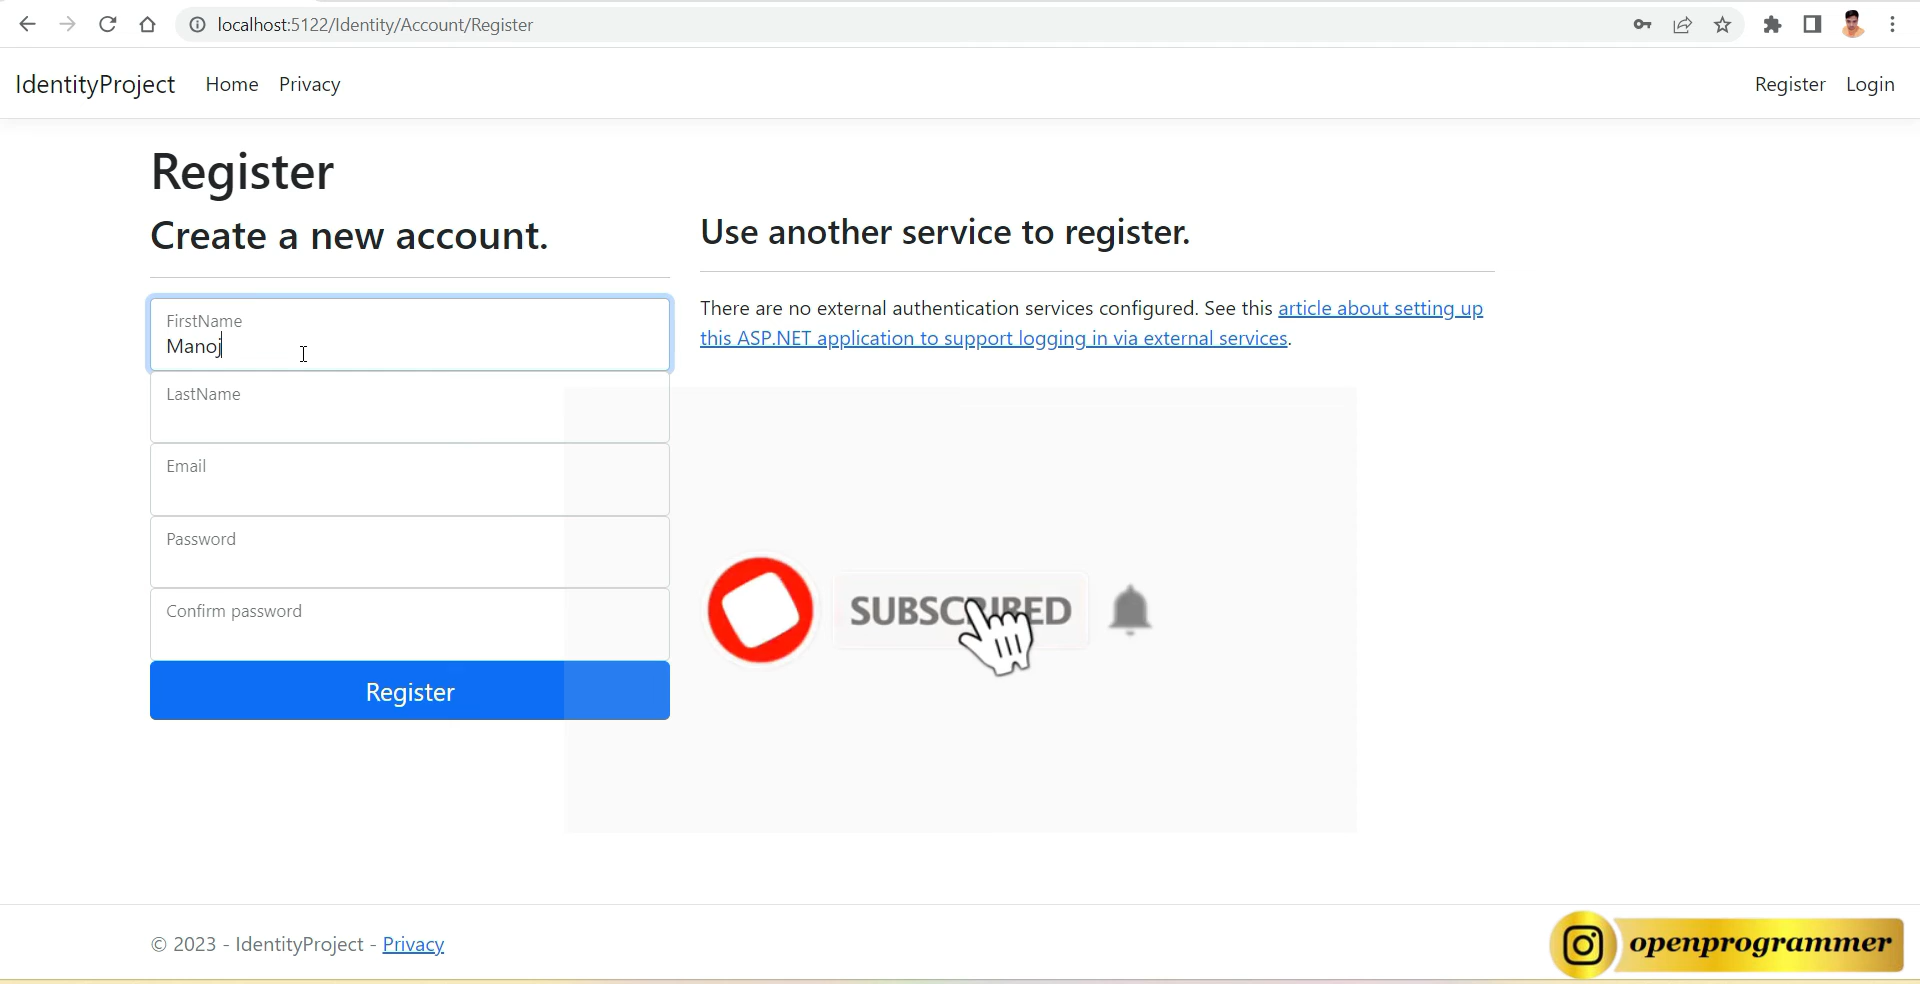 localhost:5122/Identity/Account/Register
IdentityProject Home Privacy Register Login
Register
Create a new account.
FirstName
Manoj
LastName
Email
Password
Confirm password
Register
Use another service to register.
There are no external authentication services configured. See this article about setting up
this ASP.NET application to support logging in via external services.
SUBSCRIBED
© 2023 - IdentityProject - Privacy
openprogrammer